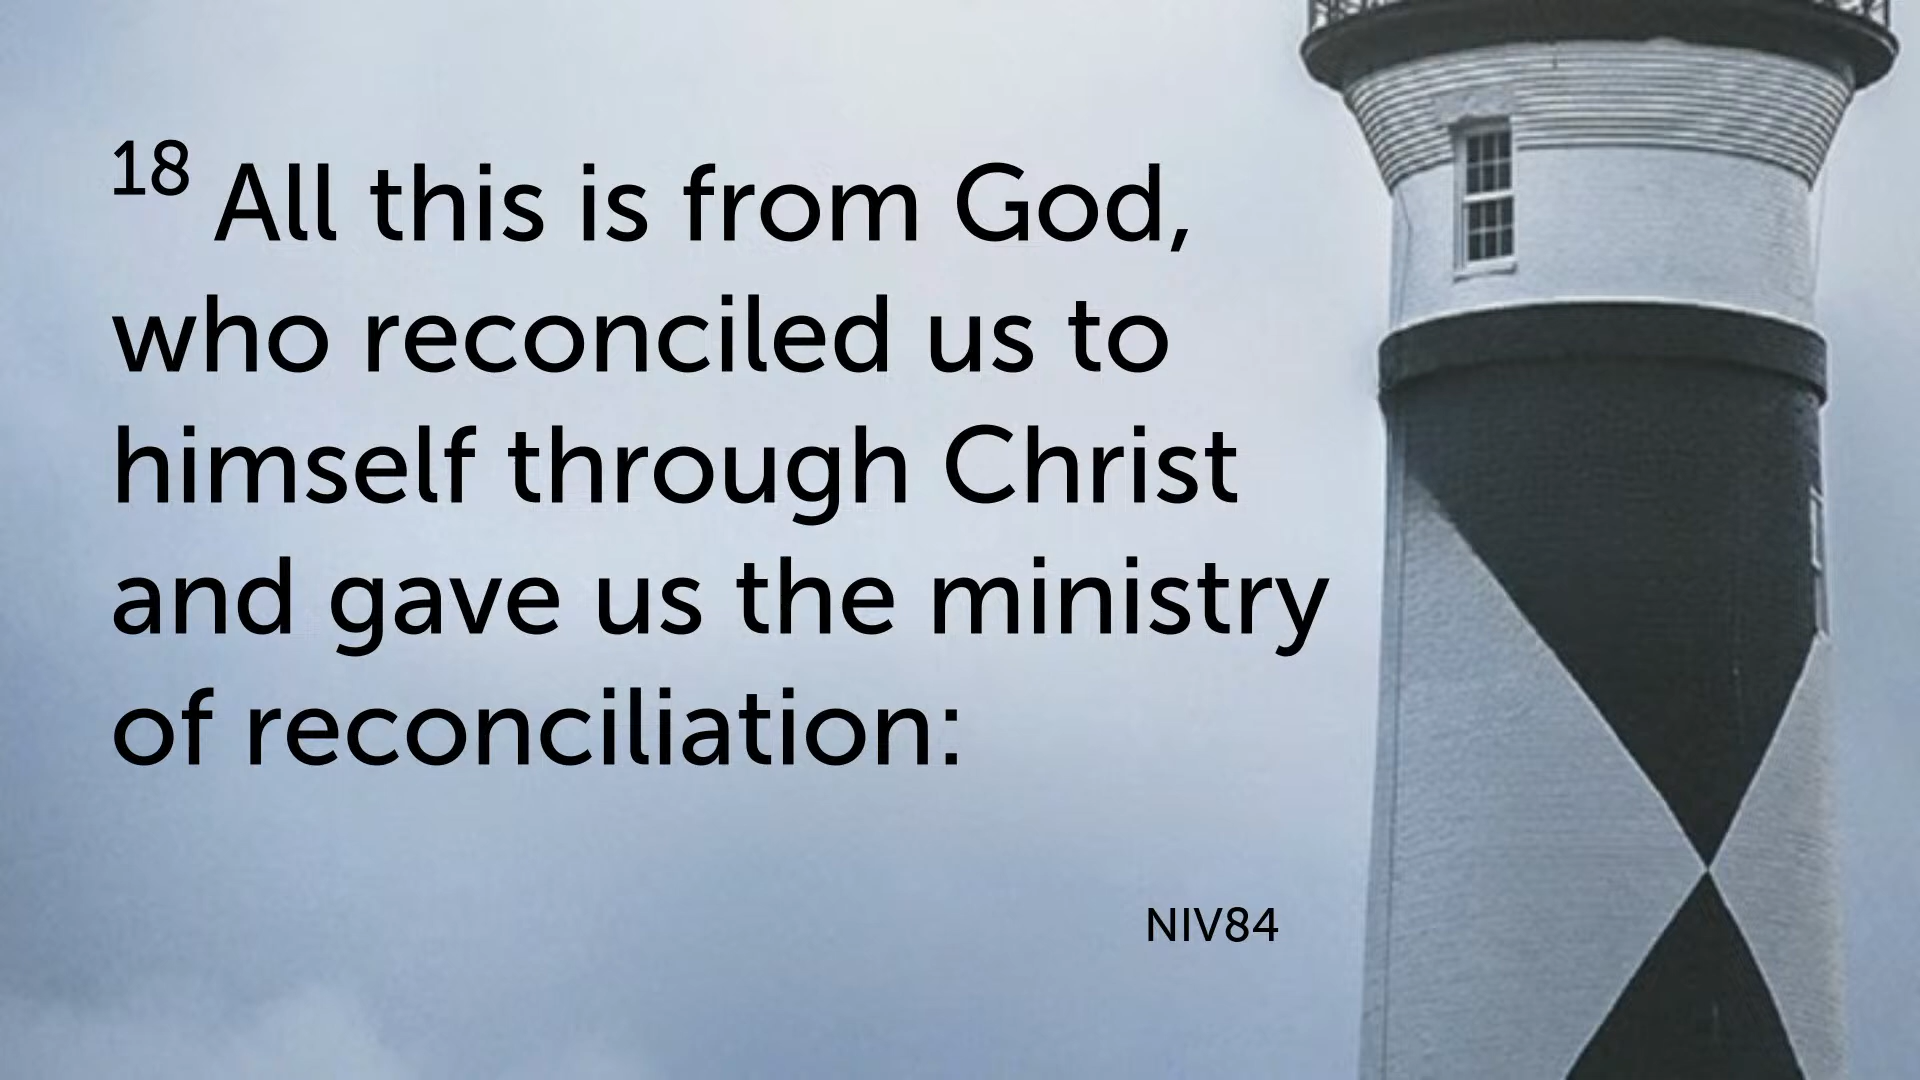 18 All this is from God,
who reconciled us to
himself through Christ
and gave us the ministry
of reconciliation:
NIV84